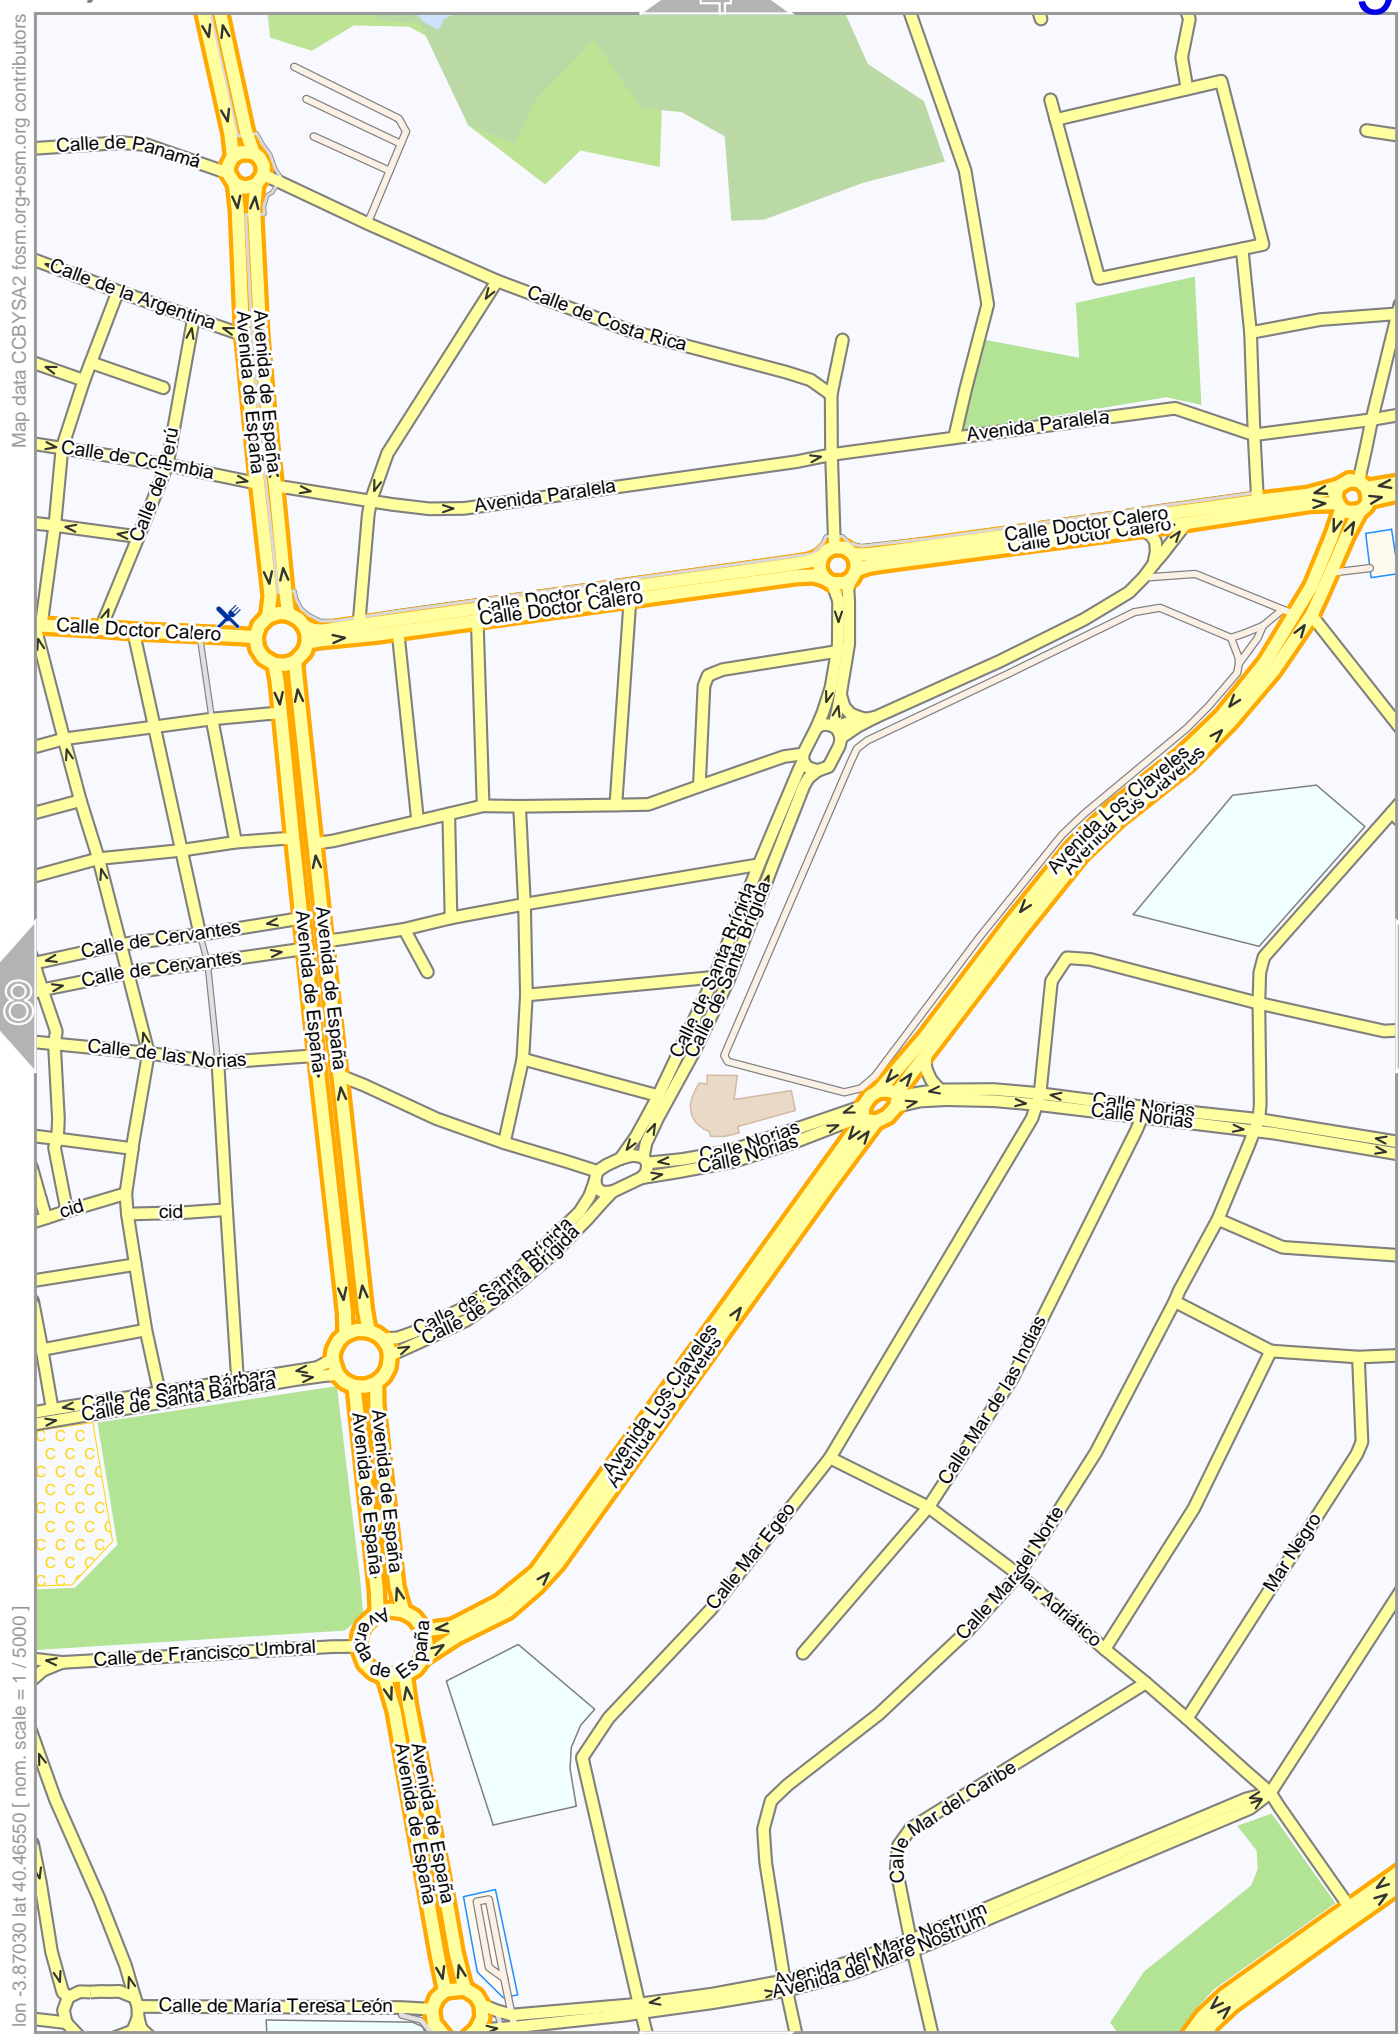 4
Map data CCBYSA2 fosm.org+osm.org contributors
Calle de Panamá
Calle de la Argentina
Calle de Costa Rica
Avenida de España
Avenida de España
Avenida Paralela
Calle de Colombia
Calle del Perú
Avenida Paralela
Calle Doctor Calero
Calle Doctor Calero
Calle Doctor Calero
Calle Doctor Calero
Calle Doctor Calero
Avenida Los Claveles
Avenida Los Claveles
Calle de Santa Brígida
Calle de Santa Brígida
Calle de Cervantes
Calle de Cervantes
Avenida de España
Avenida de España
8
Calle de las Norias
Calle Norias
Calle Norias
Calle Norias
Calle Norias
cid
cid
Calle de Santa Brígida
Calle de Santa Brígida
Calle de Santa Bárbara
Calle de Santa Bárbara
Avenida Los Claveles
Avenida Los Claveles
Calle Mar de las Indias
Avenida de España
Avenida de España
Calle Mar Egeo
Calle Mar del Norte
Mar Adriático
Mar Negro
Calle de Francisco Umbral
Avenida de España
Avenida de España
Avenida de España
Calle Mar del Caribe
Avenida del Mare Nostrum
Avenida del Mare Nostrum
Calle de María Teresa León
lon -3.87030 lat 40.46550 [ nom. scale = 1 / 5000 ]